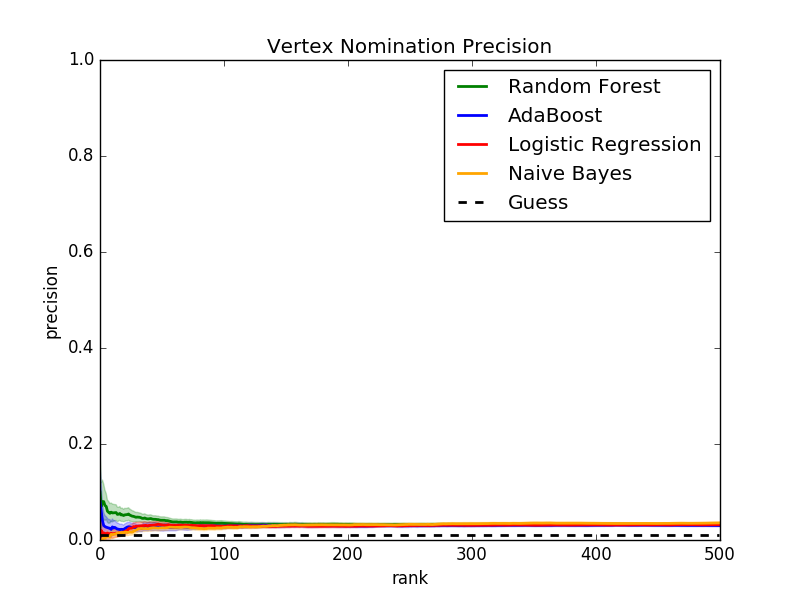 Vertex Nomination Precision
1.0
0.8
0.6
0.4
0.2
0.0
precision
Random Forest
AdaBoost
Logistic Regression
Naive Bayes
Guess
0 100 200 300 400 500
rank